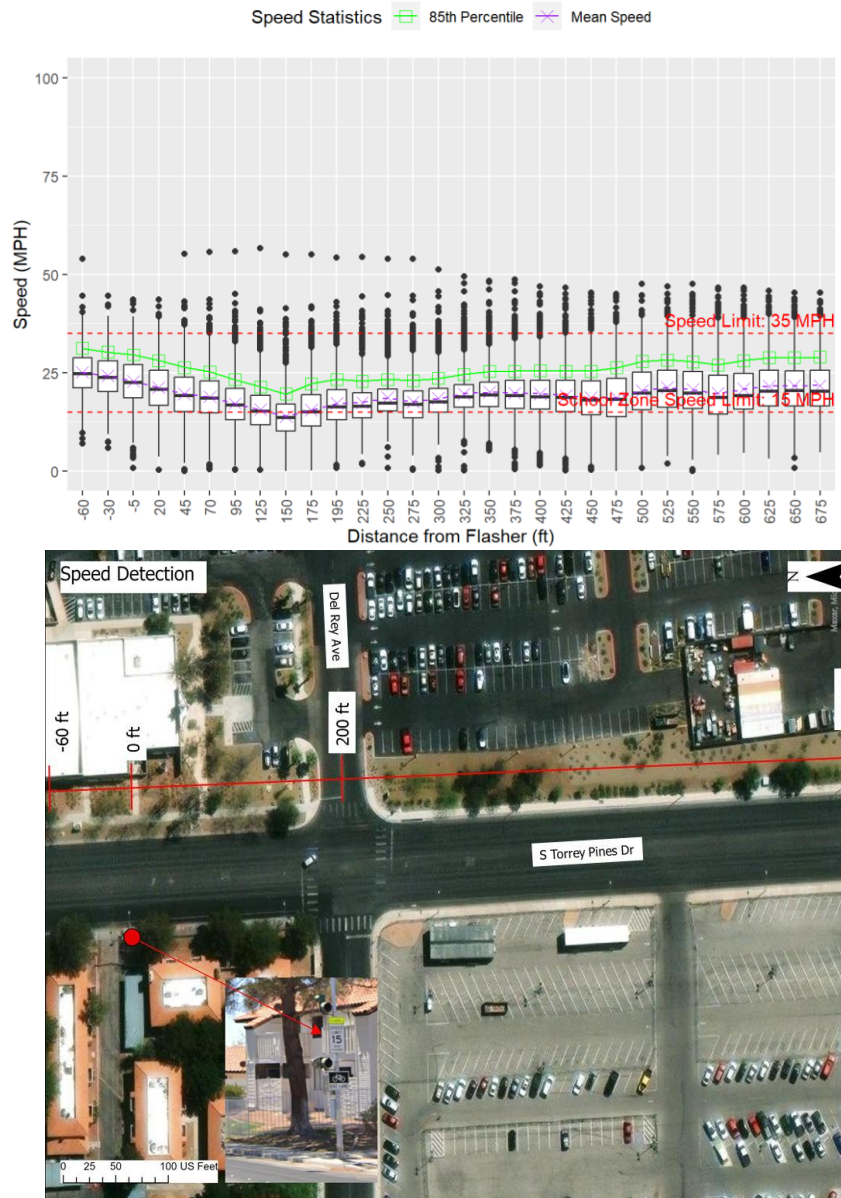 Speed Statistics 85th Percentile Mean Speed
100
75
50
25
0
Speed (MPH)
Speed Limit: 35 MPH
School Zone Speed Limit: 15 MPH
-60 -30 -5 20 45 70 95 125 150 175 195 225 250 275 300 325 350 375 400 425 450 475 500 525 550 575 600 625 650 675
Distance from Flasher (ft)
Speed Detection
N
Del Rey Ave
-60 ft
0 ft
200 ft
S Torrey Pines Dr
LIMIT
15
0 25 50 100 US Feet